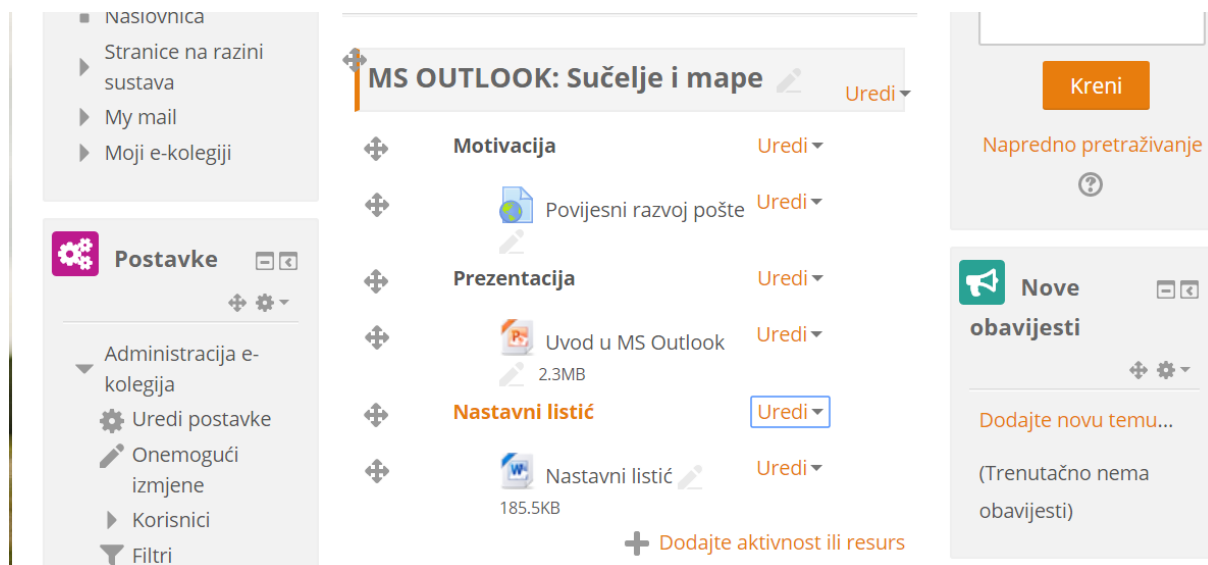 Naslovnica
Stranice na razini
sustava
My mail
Moji e-kolegiji
Postavke
Administracija e-
kolegija
Uredi postavke
Onemogući
izmjene
Korisnici
Filtri
MS OUTLOOK: Sučelje i mape
Uredi
Motivacija Uredi
Povijesni razvoj pošte Uredi
Prezentacija Uredi
Uvod u MS Outlook Uredi
2.3MB
Nastavni listić Uredi
Nastavni listić Uredi
185.5KB
Dodajte aktivnost ili resurs
Kreni
Napredno pretraživanje
Nove
obavijesti
Dodajte novu temu...
(Trenutačno nema
obavijesti)